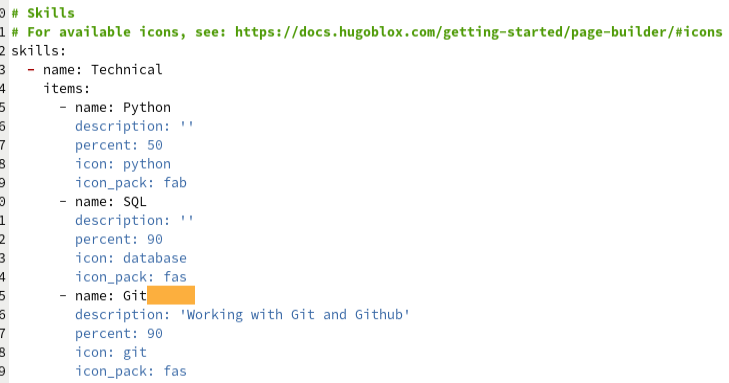 0 # Skills
1 # For available icons, see: https://docs.hugoblox.com/getting-started/page-builder/#icons
2 skills:
3   - name: Technical
4     items:
5       - name: Python
6         description: ''
7         percent: 50
8         icon: python
9         icon_pack: fab
0       - name: SQL
1         description: ''
2         percent: 90
3         icon: database
4         icon_pack: fas
5       - name: Git
6         description: 'Working with Git and Github'
7         percent: 90
8         icon: git
9         icon_pack: fas